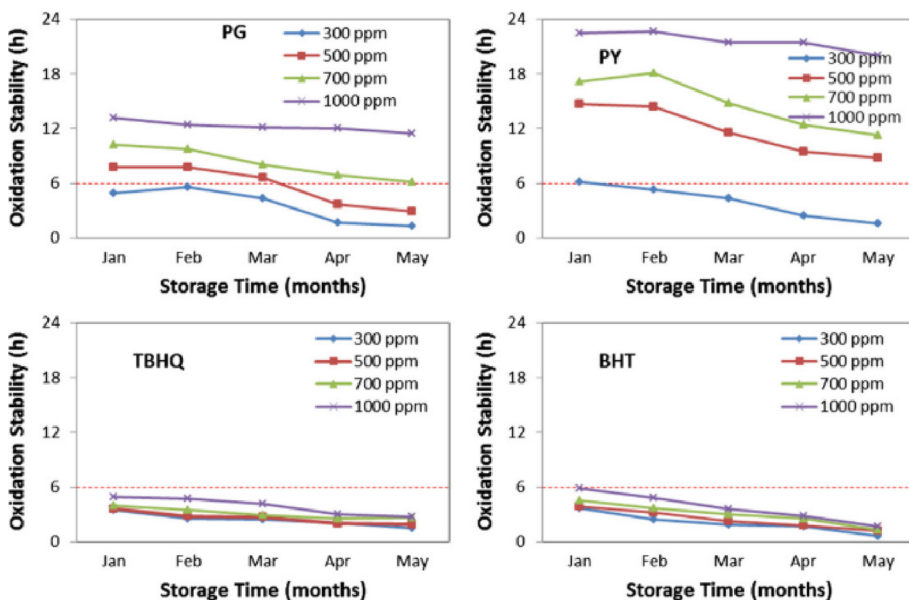 PG
Oxidation Stability (h)
24
18
12
6
0
300 ppm
500 ppm
700 ppm
1000 ppm
Jan Feb Mar Apr May
Storage Time (months)
PY
Oxidation Stability (h)
24
18
12
6
0
300 ppm
500 ppm
700 ppm
1000 ppm
Jan Feb Mar Apr May
Storage Time (months)
TBHQ
Oxidation Stability (h)
24
18
12
6
0
300 ppm
500 ppm
700 ppm
1000 ppm
Jan Feb Mar Apr May
Storage Time (months)
BHT
Oxidation Stability (h)
24
18
12
6
0
300 ppm
500 ppm
700 ppm
1000 ppm
Jan Feb Mar Apr May
Storage Time (months)